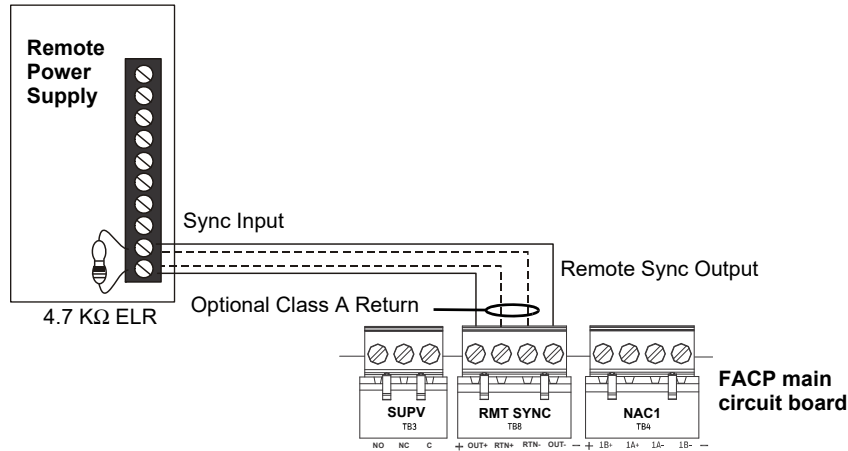 Remote
Power
Supply
Sync Input
Remote Sync Output
Optional Class A Return
4.7 KΩ ELR
FACP main
circuit board
SUPV
TB3
RMT SYNC
TB8
NAC1
TB4
NO NC C
+ OUT+ RTN+ RTN- OUT- −
+ 1B+ 1A+ 1A- 1B- −